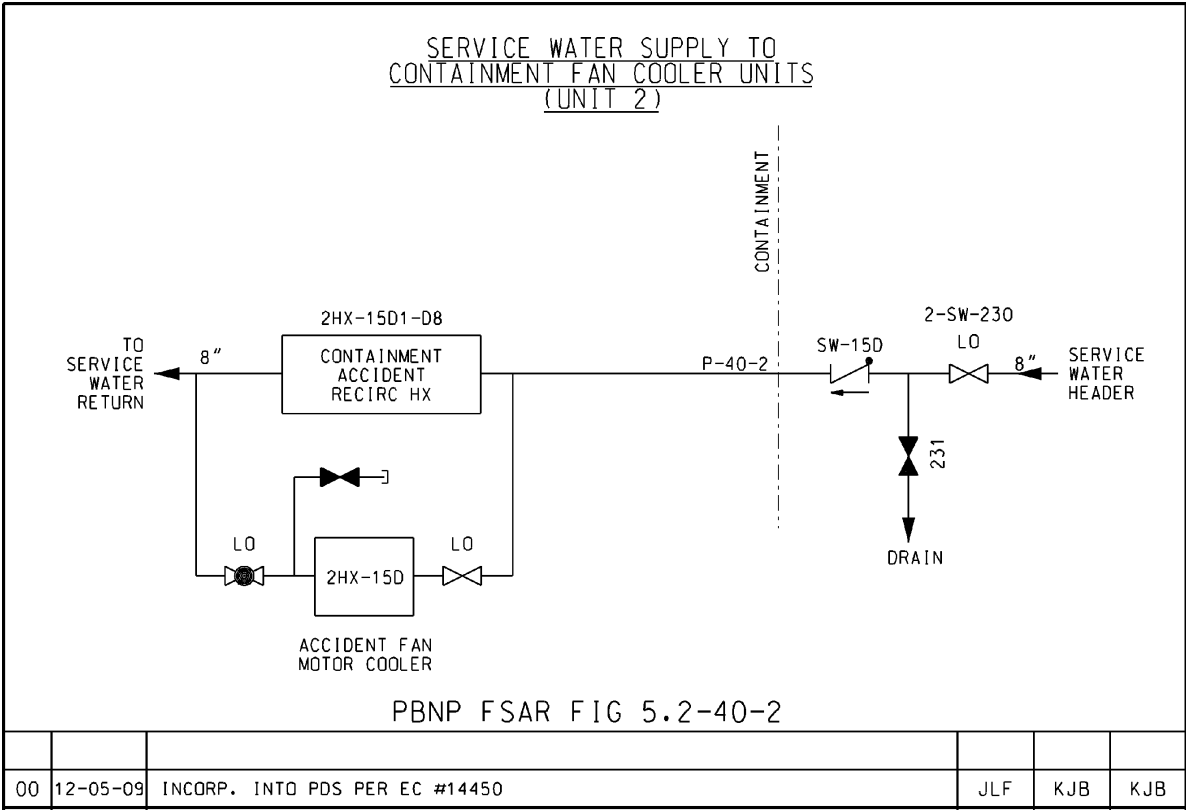 SERVICE WATER SUPPLY TO
CONTAINMENT FAN COOLER UNITS
(UNIT 2)
CONTAINMENT
2HX-15D1-D8
2-SW-230
TO
SERVICE
WATER
RETURN
8"
CONTAINMENT
ACCIDENT
RECIRC HX
P-40-2
SW-15D
LO
8"
SERVICE
WATER
HEADER
231
LO
LO
2HX-15D
DRAIN
ACCIDENT FAN
MOTOR COOLER
PBNP FSAR FIG 5.2-40-2
00 12-05-09 INCORP. INTO PDS PER EC #14450 JLF KJB KJB